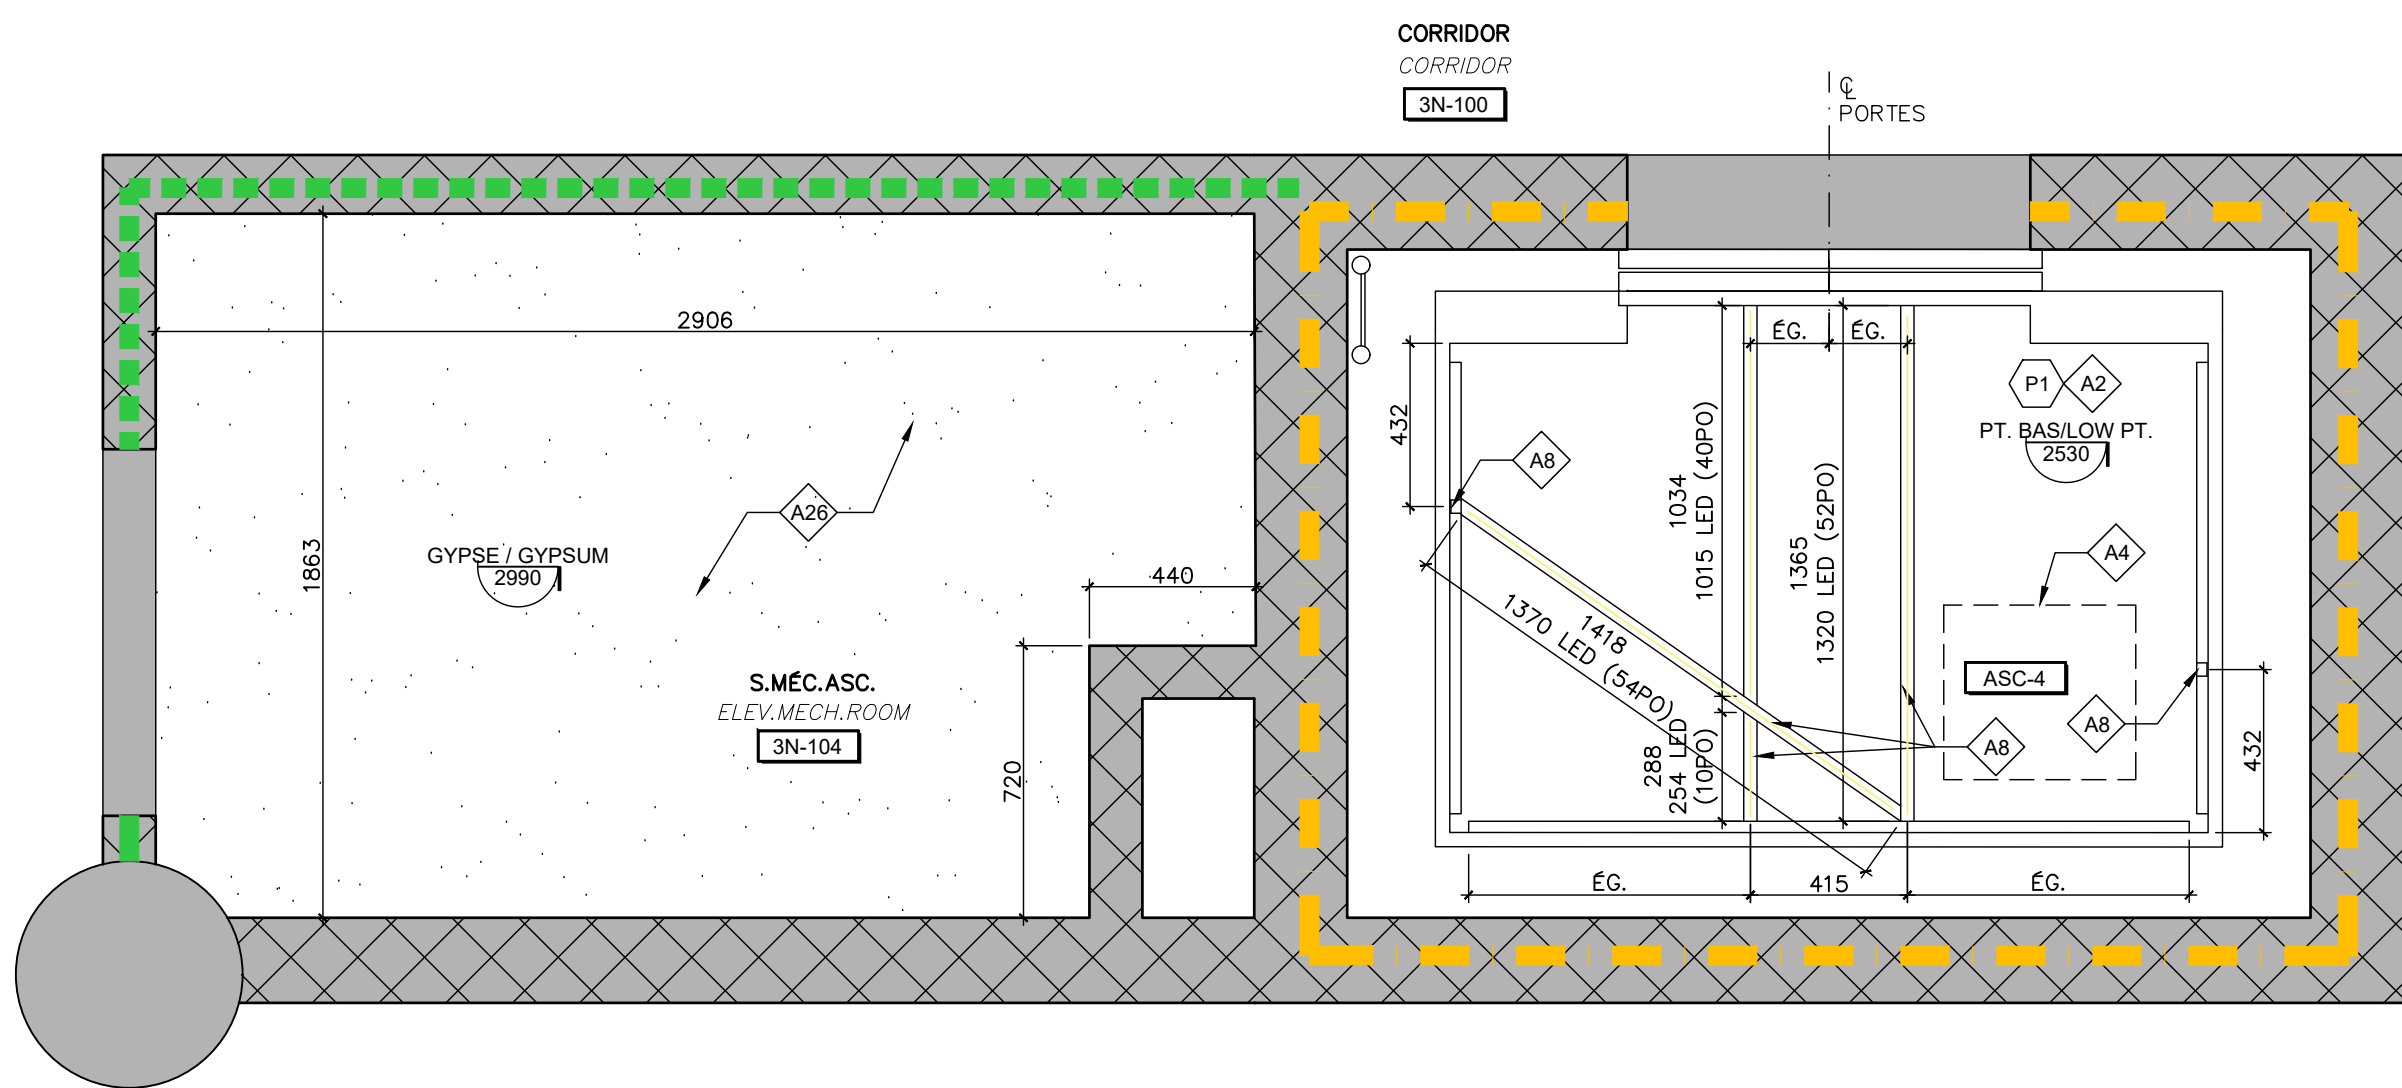 CORRIDOR
CORRIDOR
3N-100
℄
PORTES
2906
1863
GYPSE / GYPSUM
2990
A26
440
720
S.MÉC.ASC.
ELEV.MECH.ROOM
3N-104
ÉG.
ÉG.
432
A8
1034
1015 LED (40PO)
1365
1320 LED (52PO)
P1
A2
PT. BAS/LOW PT.
2530
A4
1418
1370 LED (54PO)
288
254 LED
(10PO)
ASC-4
A8
A8
432
ÉG.
415
ÉG.